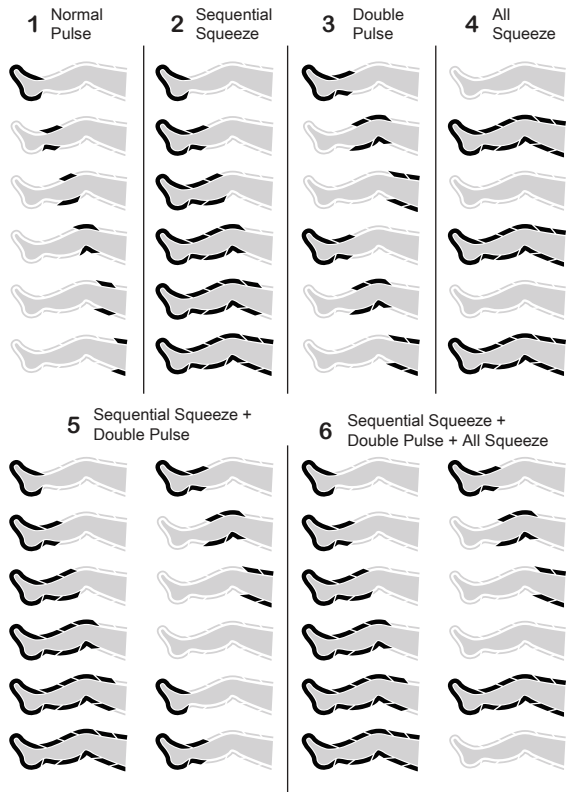 1 Normal
Pulse
2 Sequential
Squeeze
3 Double
Pulse
4 All
Squeeze
5 Sequential Squeeze +
Double Pulse
6 Sequential Squeeze +
Double Pulse + All Squeeze